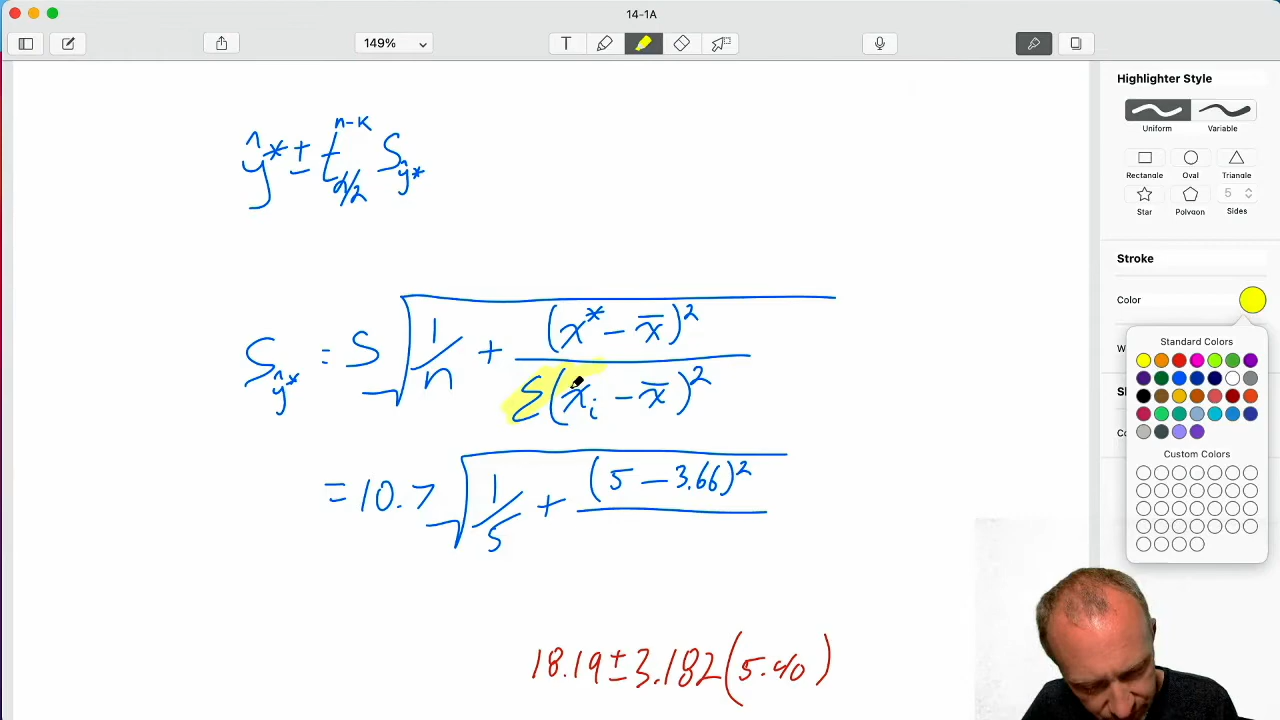 14-1A
149%
T
Highlighter Style
Uniform Variable
Rectangle Oval Triangle
Star Polygon Sides
5
Stroke
Color
Standard Colors
Custom Colors
ŷ* ± t^{n-k}_{α/2} S_{ŷ*}
S_{ŷ*} = S √(1/n + (x* - x̄)² / Σ(x_i - x̄)²)
= 10.7 √(1/5 + (5 - 3.66)² /
18.19 ± 3.182 (5.40)